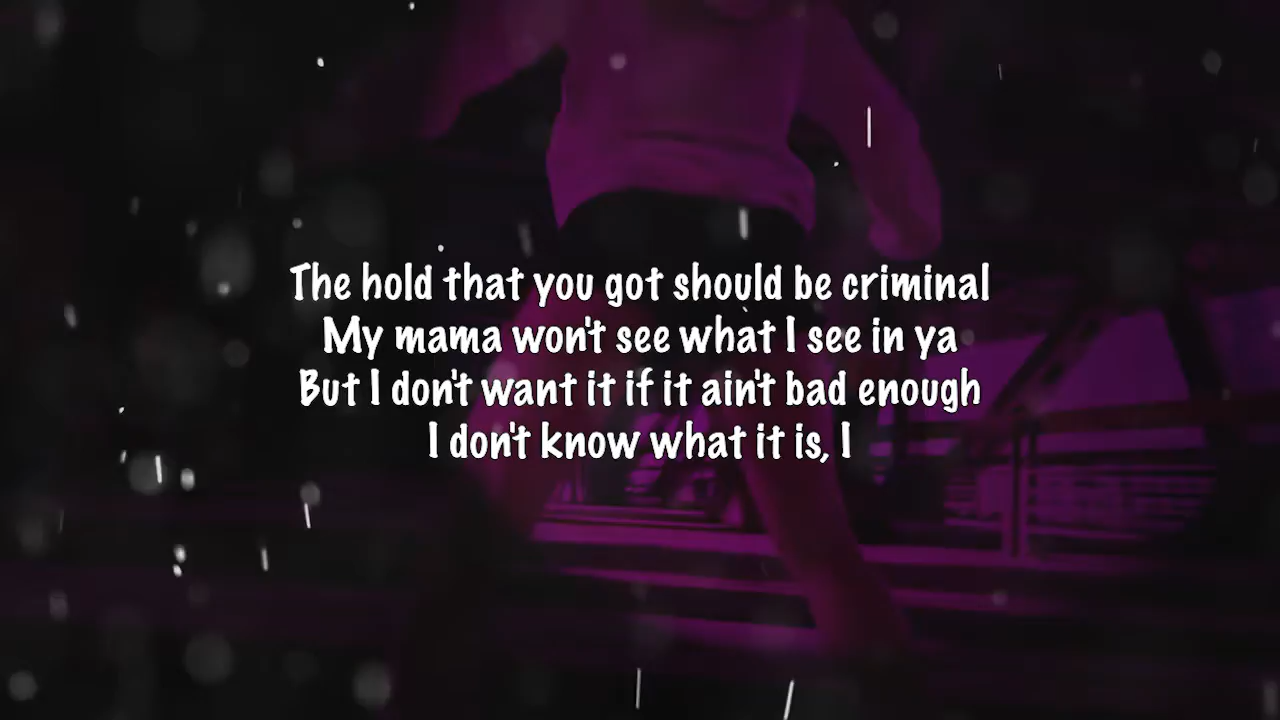 The hold that you got should be criminal
My mama won't see what I see in ya
But I don't want it if it ain't bad enough
I don't know what it is, I